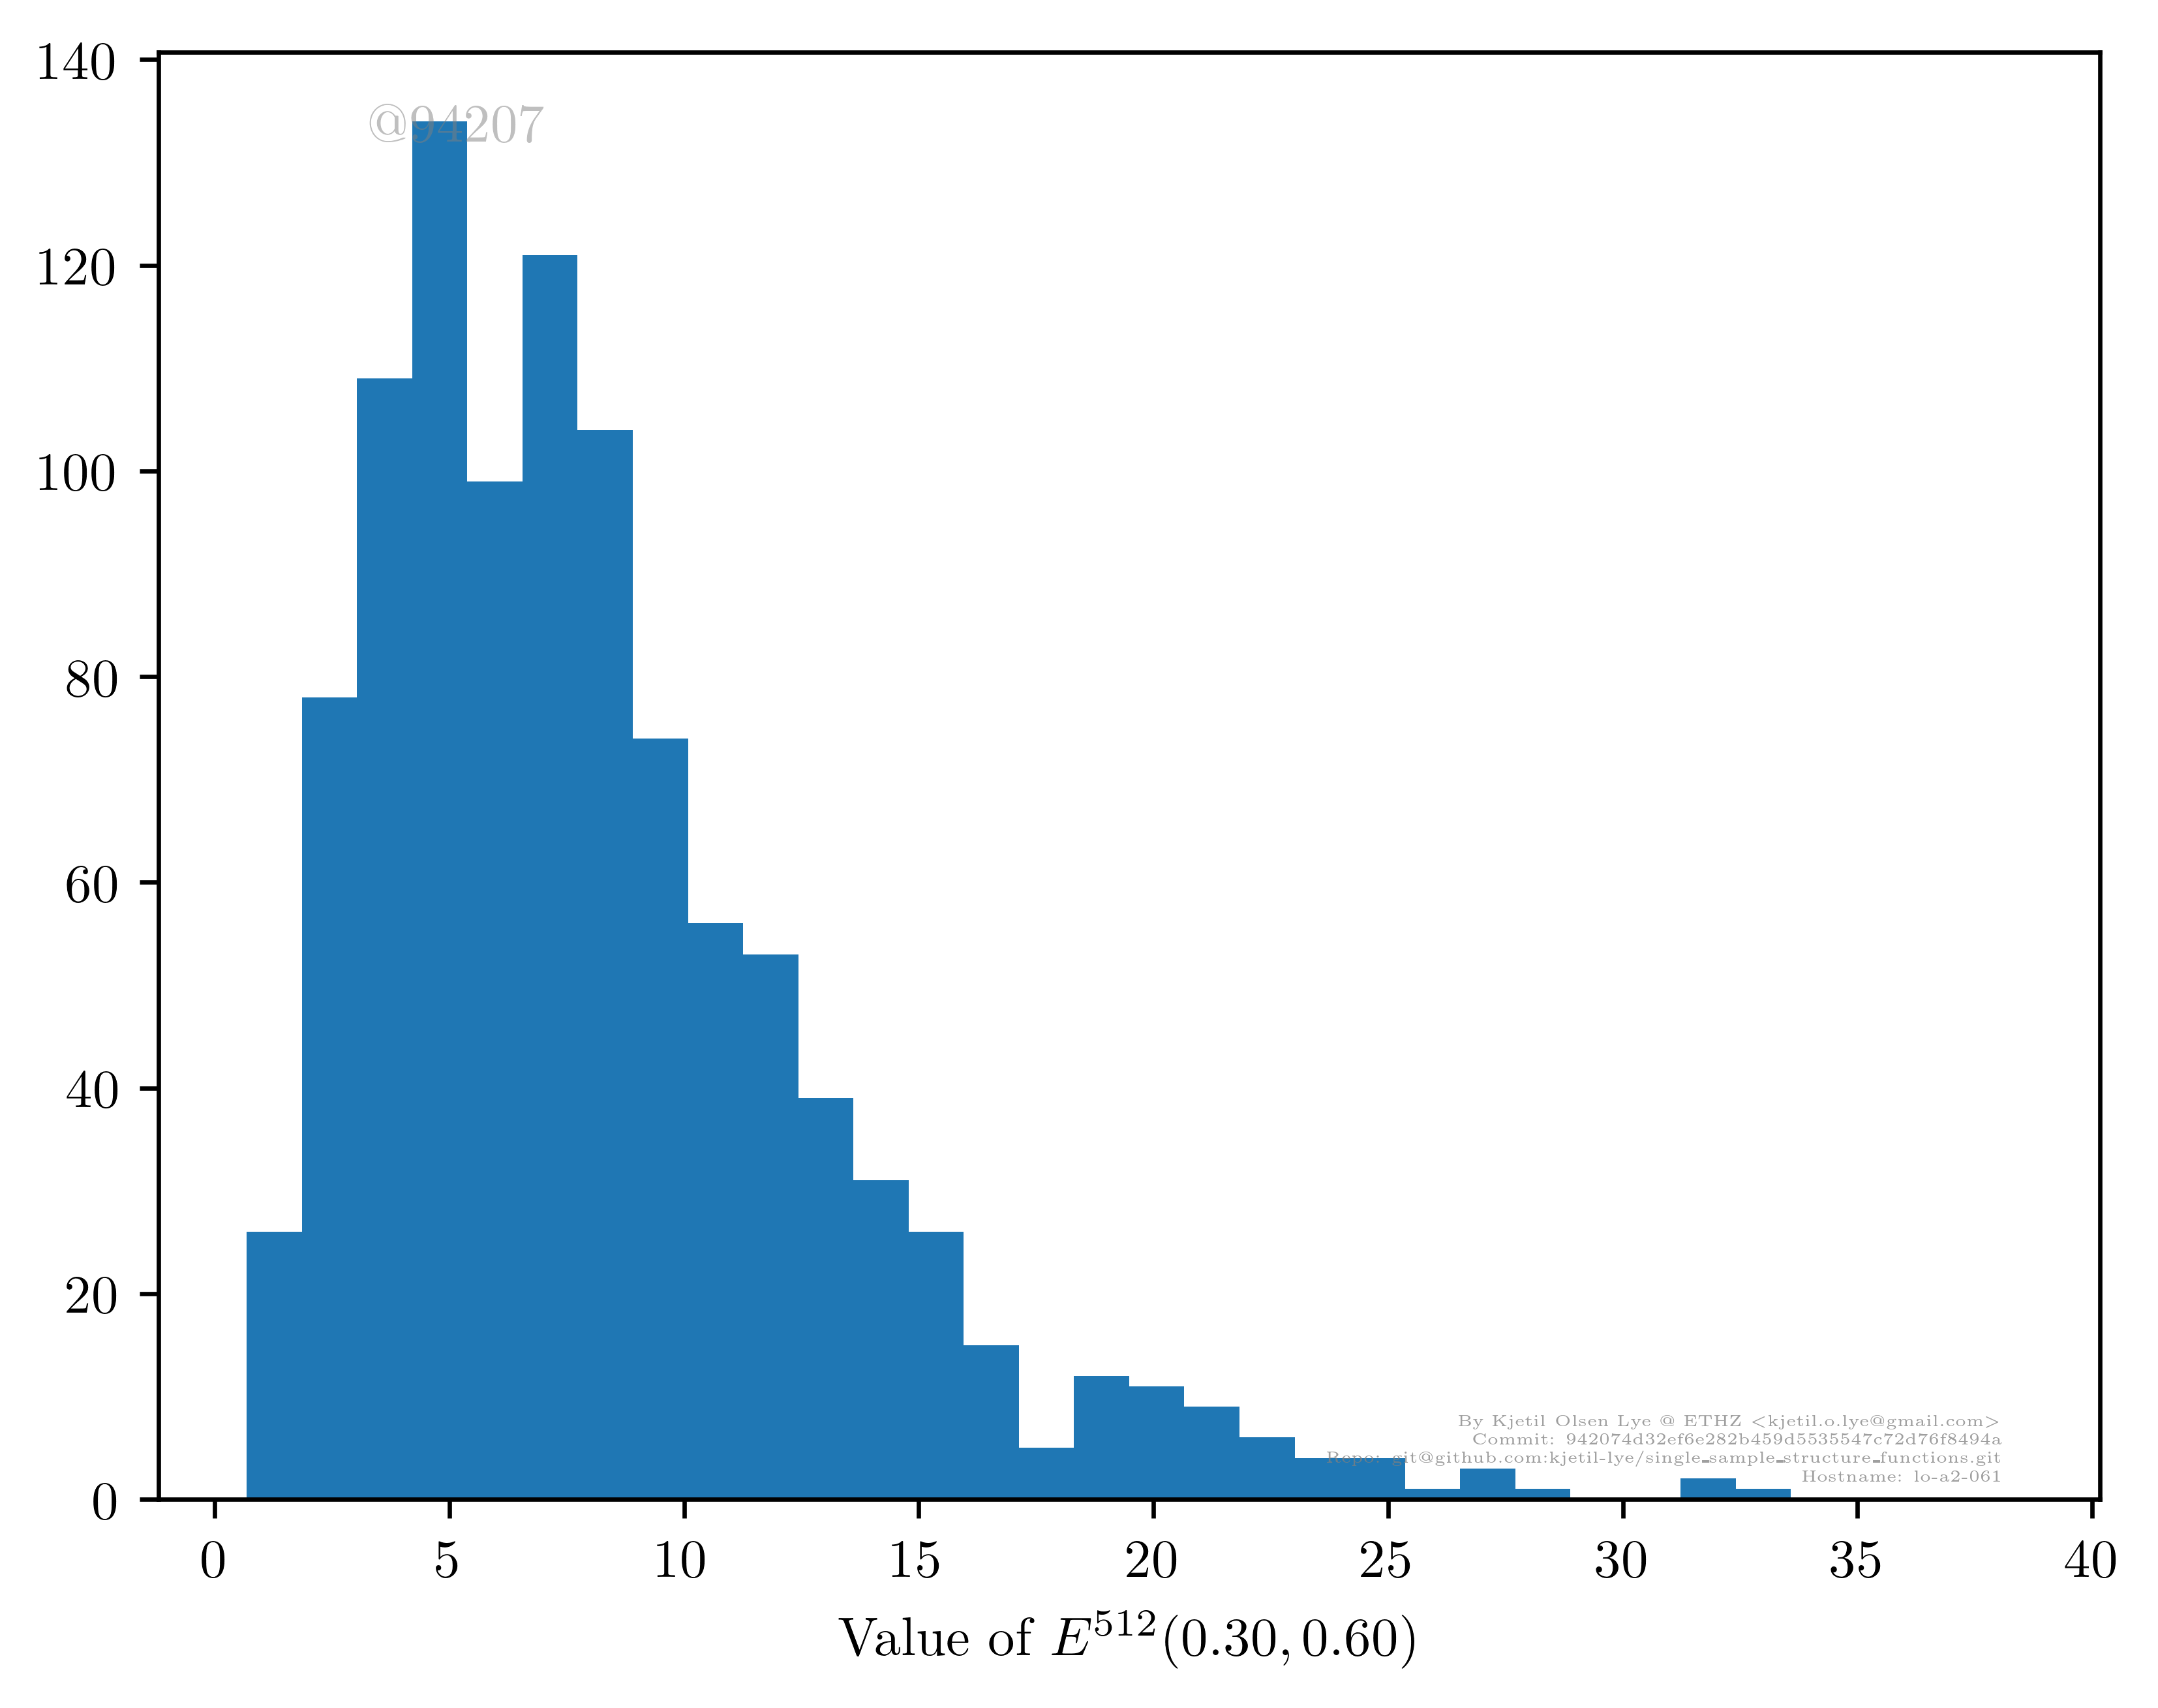 140
@94207
120
100
80
60
40
20
0
By Kjetil Olsen Lye @ ETHZ <kjetil.o.lye@gmail.com>
Commit: 942074d32ef6e282b459d5535547c72d76f8494a
Repo: git@github.com:kjetil-lye/single_sample_structure_functions.git
Hostname: lo-a2-061
0 5 10 15 20 25 30 35 40
Value of E^512(0.30, 0.60)